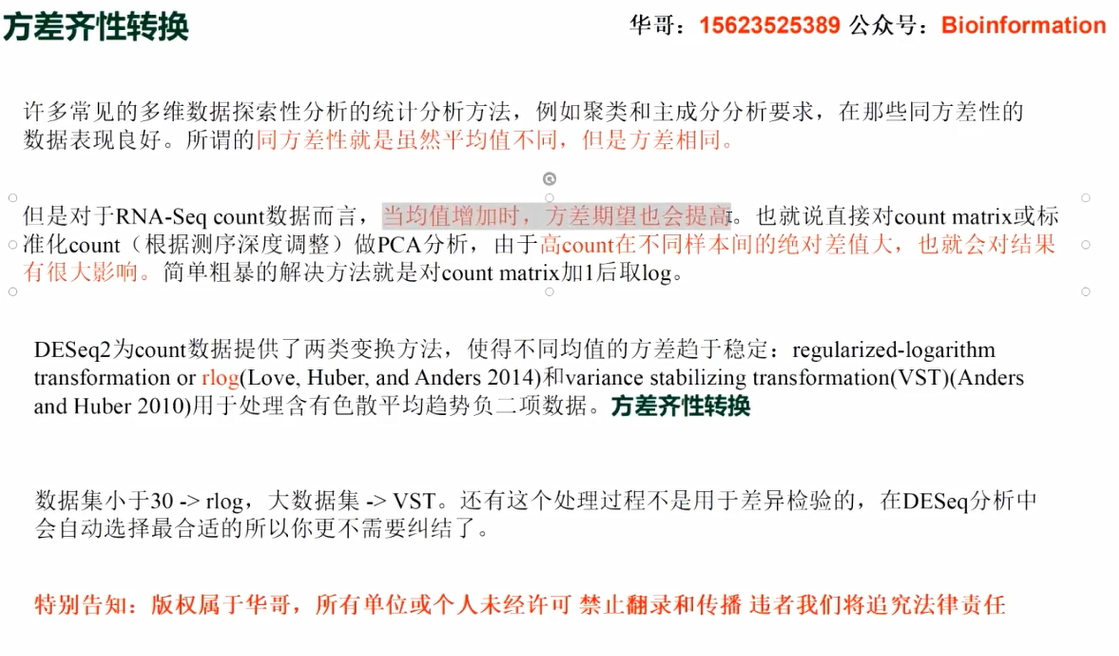 方差齐性转换
华哥：15623525389 公众号：Bioinformation
许多常见的多维数据探索性分析的统计分析方法，例如聚类和主成分分析要求，在那些同方差性的
数据表现良好。所谓的同方差性就是虽然平均值不同，但是方差相同。
但是对于RNA-Seq count数据而言，当均值增加时，方差期望也会提高。也就说直接对count matrix或标
准化count（根据测序深度调整）做PCA分析，由于高count在不同样本间的绝对差值大，也就会对结果
有很大影响。简单粗暴的解决方法就是对count matrix加1后取log。
DESeq2为count数据提供了两类变换方法，使得不同均值的方差趋于稳定：regularized-logarithm
transformation or rlog(Love, Huber, and Anders 2014)和variance stabilizing transformation(VST)(Anders
and Huber 2010)用于处理含有色散平均趋势负二项数据。方差齐性转换
数据集小于30 -> rlog，大数据集 -> VST。还有这个处理过程不是用于差异检验的，在DESeq分析中
会自动选择最合适的所以你更不需要纠结了。
特别告知：版权属于华哥，所有单位或个人未经许可 禁止翻录和传播 违者我们将追究法律责任